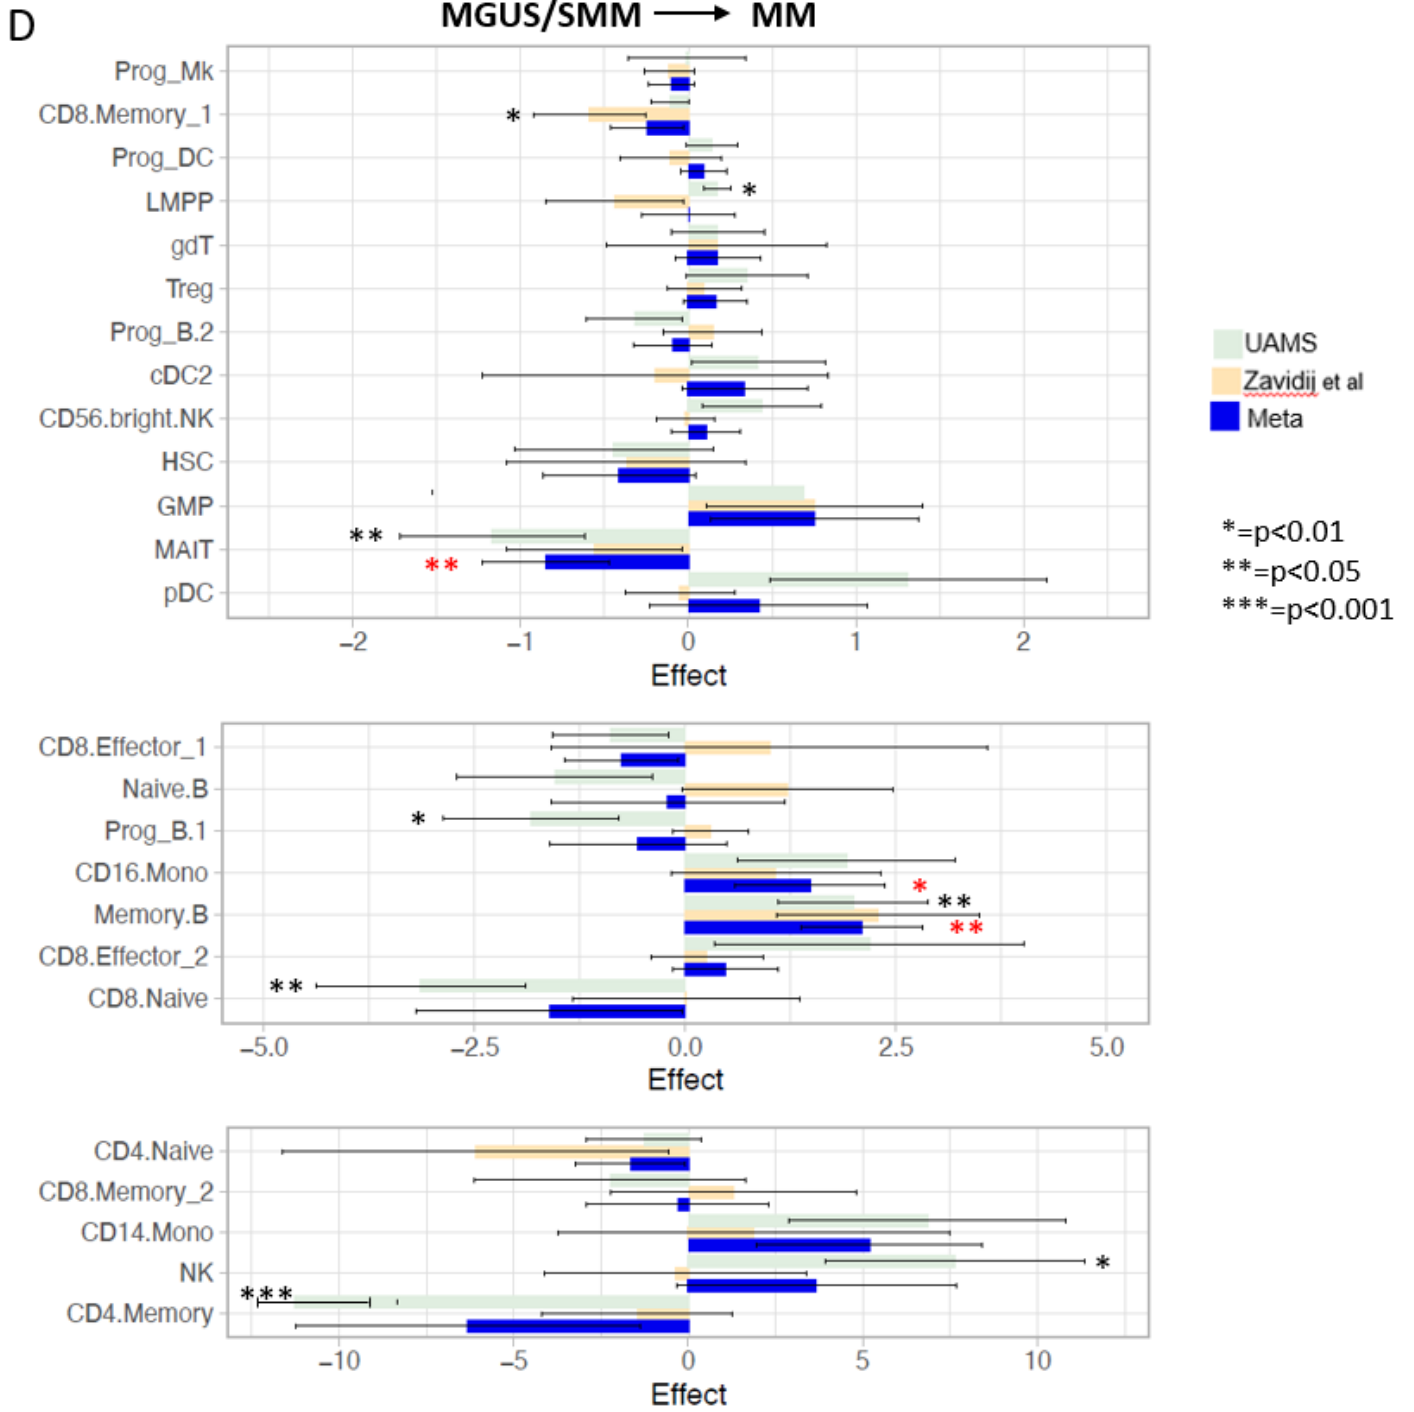 D
MGUS/SMM → MM
Prog_Mk
CD8.Memory_1
*
Prog_DC
LMPP
*
gdT
Treg
Prog_B.2
cDC2
CD56.bright.NK
HSC
GMP
MAIT
**
**
pDC
−2 −1 0 1 2
Effect
UAMS
Zavidij et al
Meta
*=p<0.01
**=p<0.05
***=p<0.001
CD8.Effector_1
Naive.B
Prog_B.1
*
CD16.Mono
*
Memory.B
**
**
CD8.Effector_2
CD8.Naive
**
−5.0 −2.5 0.0 2.5 5.0
Effect
CD4.Naive
CD8.Memory_2
CD14.Mono
NK
*
CD4.Memory
***
−10 −5 0 5 10
Effect